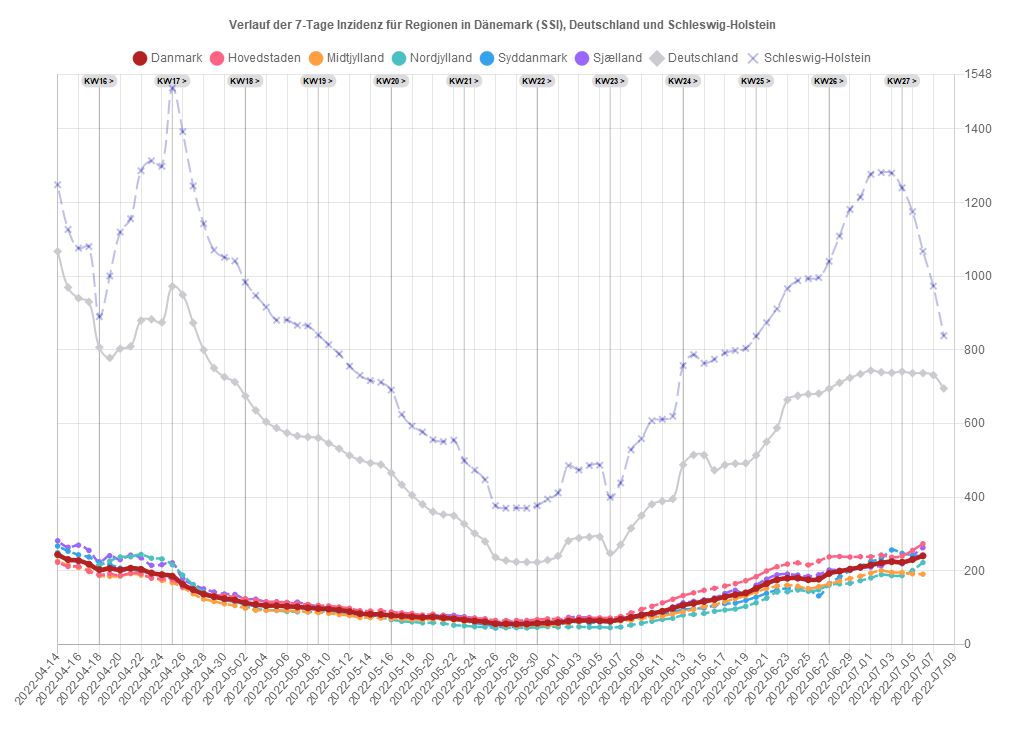 Verlauf der 7-Tage Inzidenz für Regionen in Dänemark (SSI), Deutschland und Schleswig-Holstein
Danmark Hovedstaden Midtjylland Nordjylland Syddanmark Sjælland Deutschland Schleswig-Holstein
KW16 > KW17 > KW18 > KW19 > KW20 > KW21 > KW22 > KW23 > KW24 > KW25 > KW26 > KW27 >
1548
1400
1200
1000
800
600
400
200
0
2022-04-14 2022-04-16 2022-04-18 2022-04-20 2022-04-22 2022-04-24 2022-04-26 2022-04-28 2022-04-30 2022-05-02 2022-05-04 2022-05-06 2022-05-08 2022-05-10 2022-05-12 2022-05-14 2022-05-16 2022-05-18 2022-05-20 2022-05-22 2022-05-24 2022-05-26 2022-05-28 2022-05-30 2022-06-01 2022-06-03 2022-06-05 2022-06-07 2022-06-09 2022-06-11 2022-06-13 2022-06-15 2022-06-17 2022-06-19 2022-06-21 2022-06-23 2022-06-25 2022-06-27 2022-06-29 2022-07-01 2022-07-03 2022-07-05 2022-07-07 2022-07-09